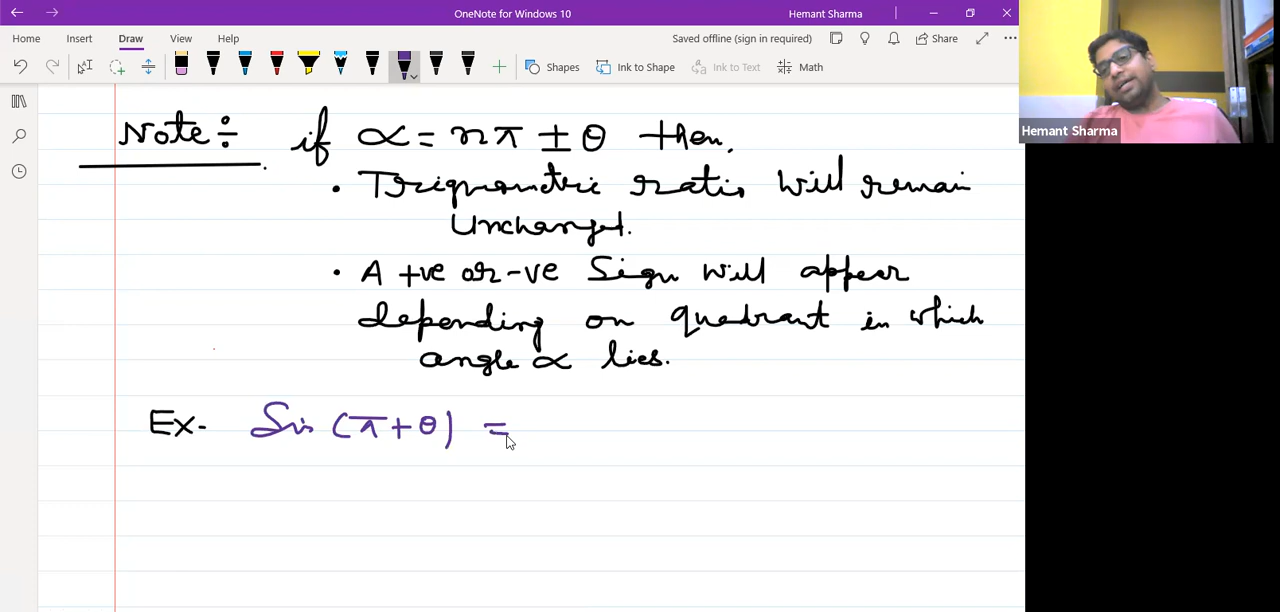 OneNote for Windows 10
Hemant Sharma
Home Insert Draw View Help
Saved offline (sign in required)
Share
Shapes
Ink to Shape
Ink to Text
Math
Hemant Sharma
Note÷ if α = nπ ± θ then,
• Trignometric ratio will remain
Unchanged.
• A +ve or -ve Sign will appear
depending on quadrant in which
angle α lies.
Ex- Sin (π+θ) =